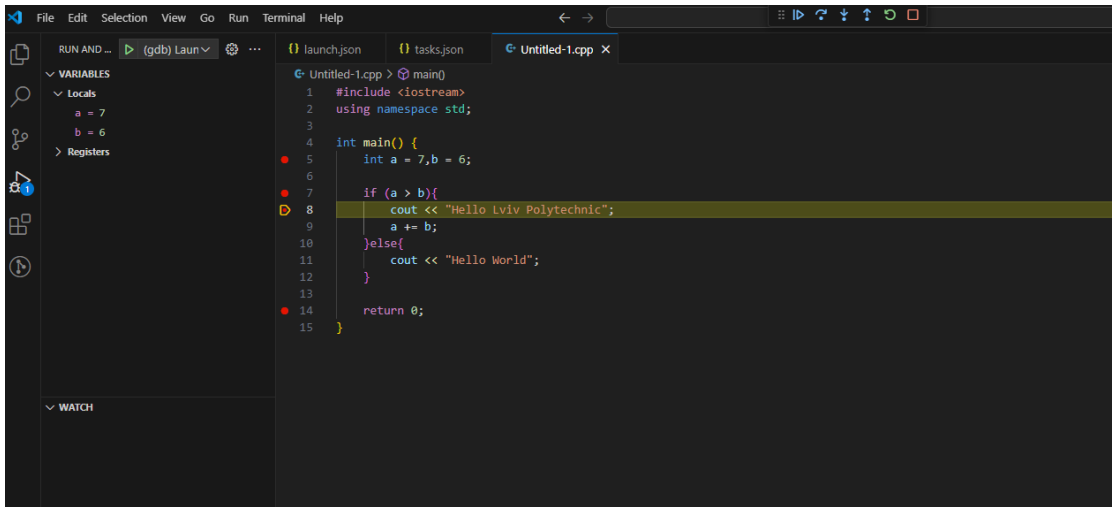 File Edit Selection View Go Run Terminal Help
RUN AND ... (gdb) Laun
VARIABLES
Locals
a = 7
b = 6
Registers
1
WATCH
launch.json tasks.json Untitled-1.cpp
Untitled-1.cpp > main()
1 #include <iostream>
2 using namespace std;
3
4 int main() {
5 int a = 7,b = 6;
6
7 if (a > b){
8 cout << "Hello Lviv Polytechnic";
9 a += b;
10 }else{
11 cout << "Hello World";
12 }
13
14 return 0;
15 }